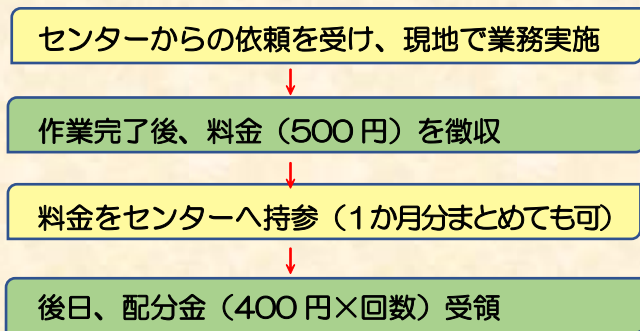 センターからの依頼を受け、現地で業務実施
作業完了後、料金（500円）を徴収
料金をセンターへ持参（1か月分まとめても可）
後日、配分金（400円×回数）受領